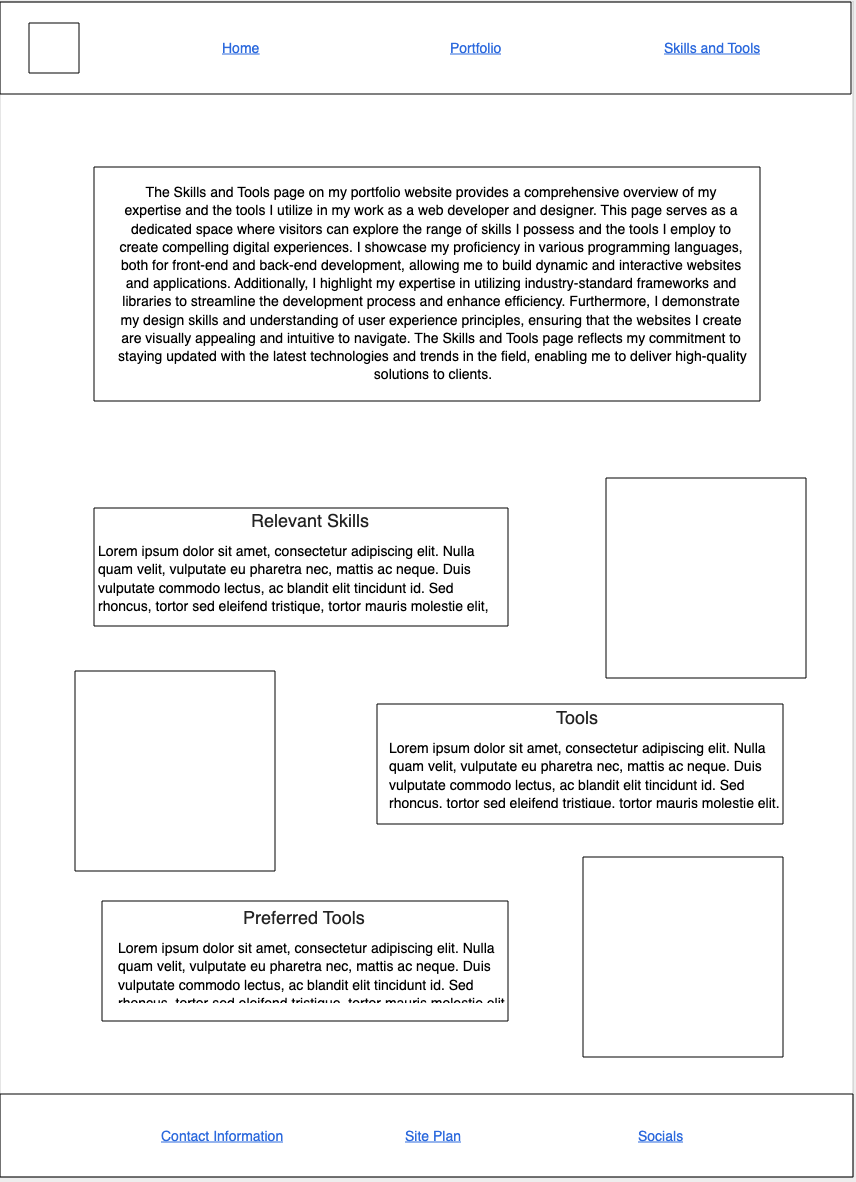 Home Portfolio Skills and Tools
The Skills and Tools page on my portfolio website provides a comprehensive overview of my
expertise and the tools I utilize in my work as a web developer and designer. This page serves as a
dedicated space where visitors can explore the range of skills I possess and the tools I employ to
create compelling digital experiences. I showcase my proficiency in various programming languages,
both for front-end and back-end development, allowing me to build dynamic and interactive websites
and applications. Additionally, I highlight my expertise in utilizing industry-standard frameworks and
libraries to streamline the development process and enhance efficiency. Furthermore, I demonstrate
my design skills and understanding of user experience principles, ensuring that the websites I create
are visually appealing and intuitive to navigate. The Skills and Tools page reflects my commitment to
staying updated with the latest technologies and trends in the field, enabling me to deliver high-quality
solutions to clients.
Relevant Skills
Lorem ipsum dolor sit amet, consectetur adipiscing elit. Nulla
quam velit, vulputate eu pharetra nec, mattis ac neque. Duis
vulputate commodo lectus, ac blandit elit tincidunt id. Sed
rhoncus, tortor sed eleifend tristique, tortor mauris molestie elit,
Tools
Lorem ipsum dolor sit amet, consectetur adipiscing elit. Nulla
quam velit, vulputate eu pharetra nec, mattis ac neque. Duis
vulputate commodo lectus, ac blandit elit tincidunt id. Sed
rhoncus, tortor sed eleifend tristique, tortor mauris molestie elit,
Preferred Tools
Lorem ipsum dolor sit amet, consectetur adipiscing elit. Nulla
quam velit, vulputate eu pharetra nec, mattis ac neque. Duis
vulputate commodo lectus, ac blandit elit tincidunt id. Sed
rhoncus, tortor sed eleifend tristique, tortor mauris molestie elit
Contact Information Site Plan Socials